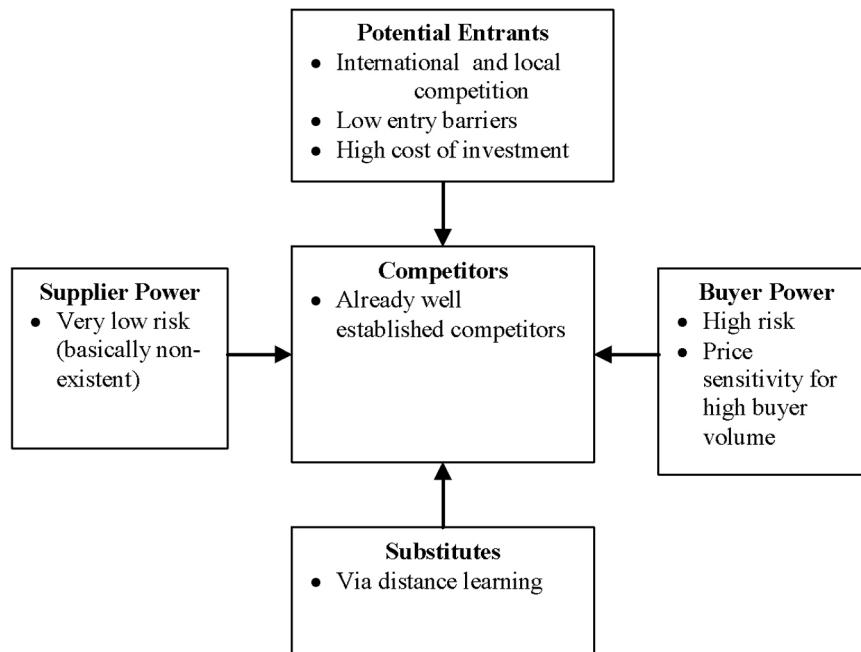 Potential Entrants
• International and local
competition
• Low entry barriers
• High cost of investment
Supplier Power
• Very low risk
(basically non-
existent)
Competitors
• Already well
established competitors
Buyer Power
• High risk
• Price
sensitivity for
high buyer
volume
Substitutes
• Via distance learning